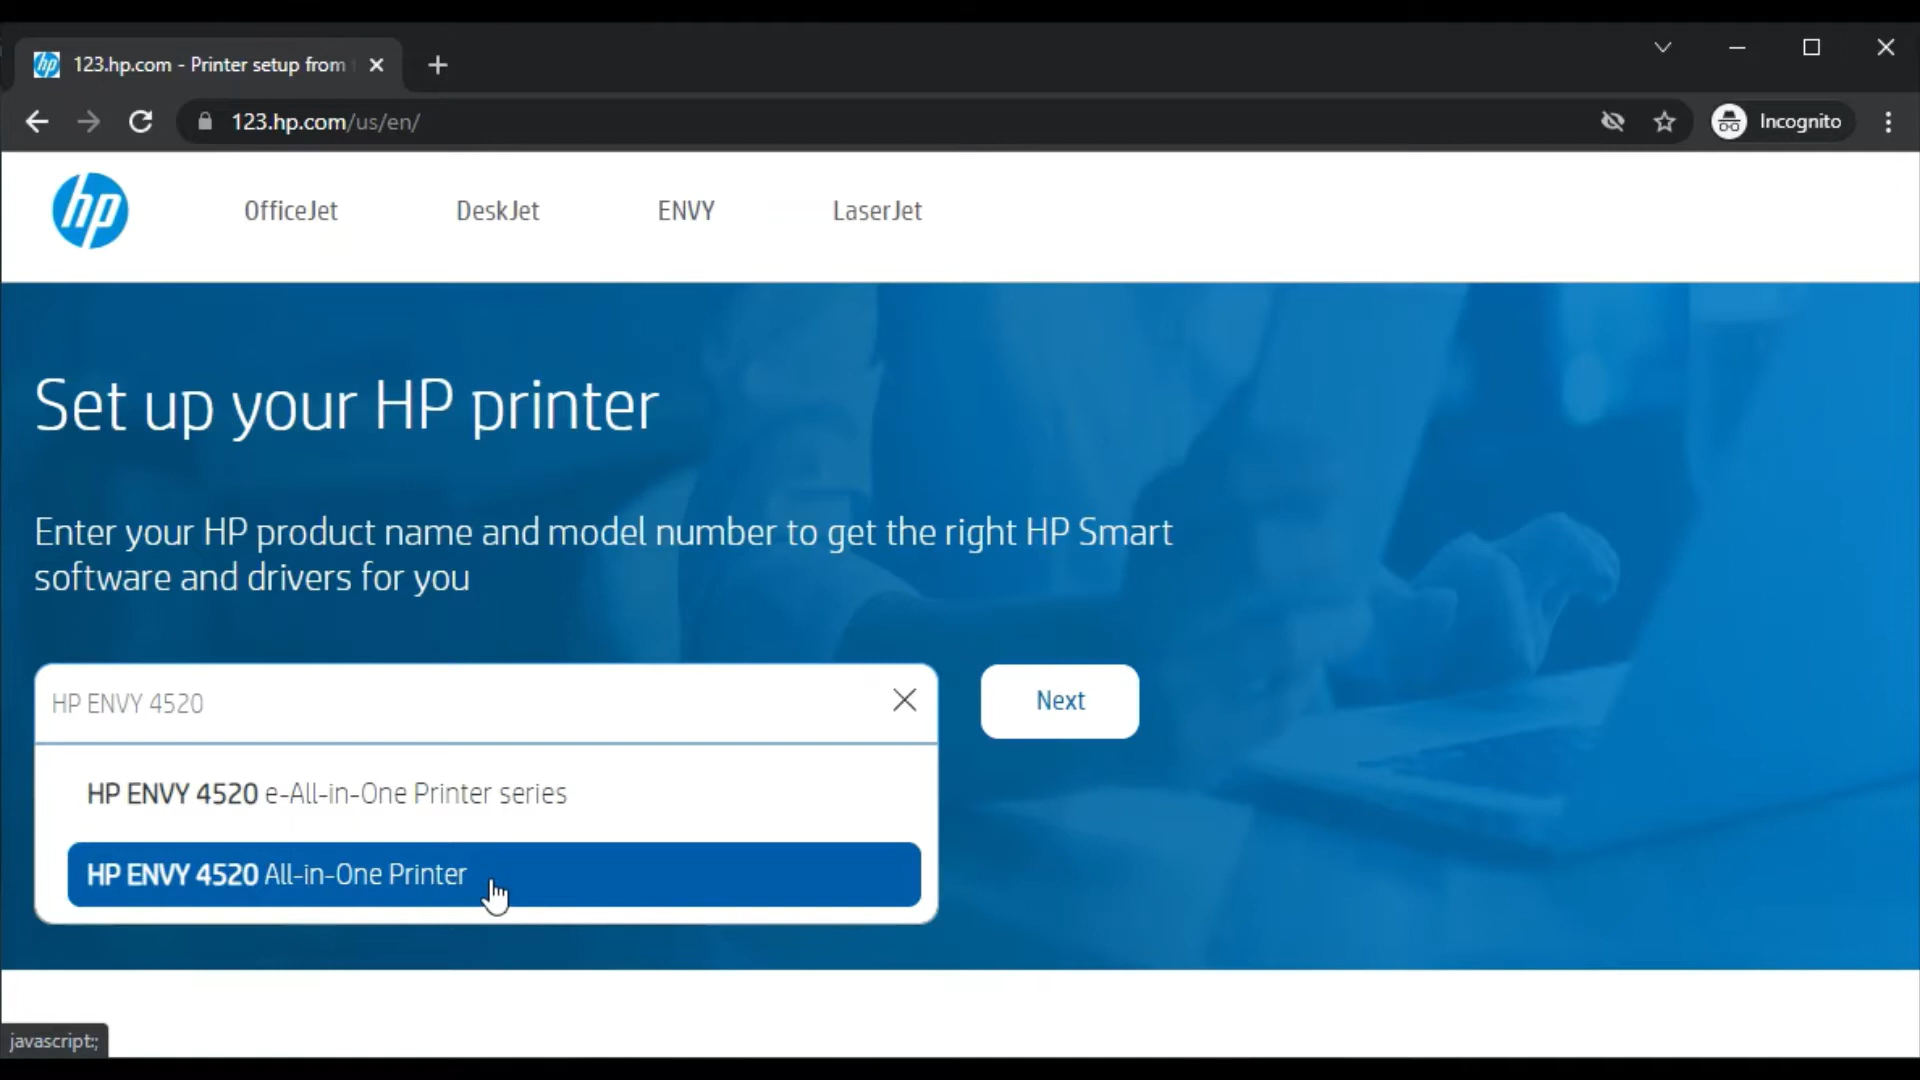 hp 123.hp.com - Printer setup from
123.hp.com/us/en/
Incognito
hp OfficeJet DeskJet ENVY LaserJet
Set up your HP printer
Enter your HP product name and model number to get the right HP Smart
software and drivers for you
HP ENVY 4520
Next
HP ENVY 4520 e-All-in-One Printer series
HP ENVY 4520 All-in-One Printer
javascript:;